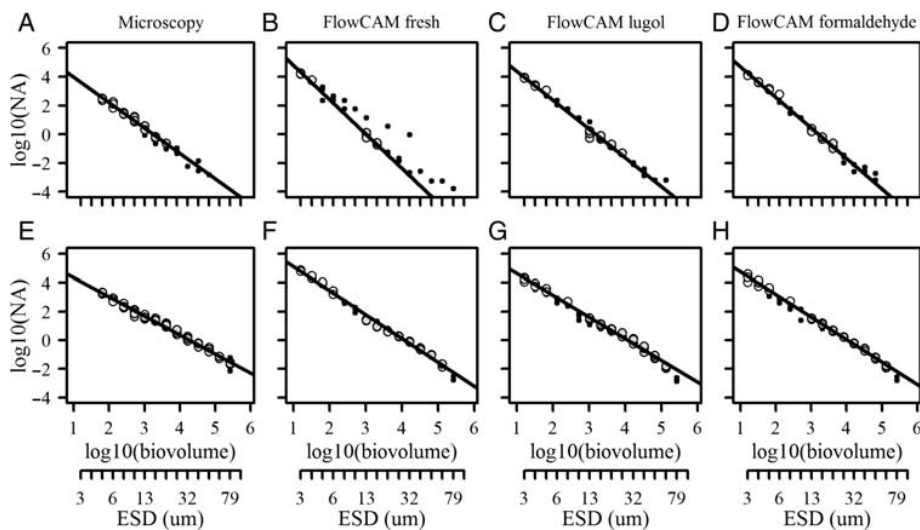 A Microscopy B FlowCAM fresh C FlowCAM lugol D FlowCAM formaldehyde
log10(NA)
6
4
2
0
−2
−4
E F G H
log10(NA)
6
4
2
0
−2
−4
1 2 3 4 5 6 1 2 3 4 5 6 1 2 3 4 5 6 1 2 3 4 5 6
log10(biovolume) log10(biovolume) log10(biovolume) log10(biovolume)
3 6 13 32 79 3 6 13 32 79 3 6 13 32 79 3 6 13 32 79
ESD (um) ESD (um) ESD (um) ESD (um)